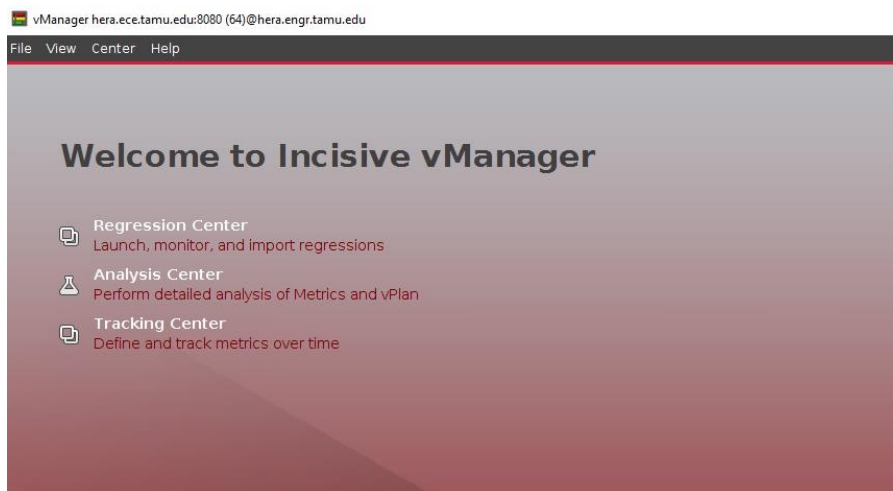 vManager hera.ece.tamu.edu:8080 (64)@hera.engr.tamu.edu
File View Center Help
Welcome to Incisive vManager
Regression Center
Launch, monitor, and import regressions
Analysis Center
Perform detailed analysis of Metrics and vPlan
Tracking Center
Define and track metrics over time